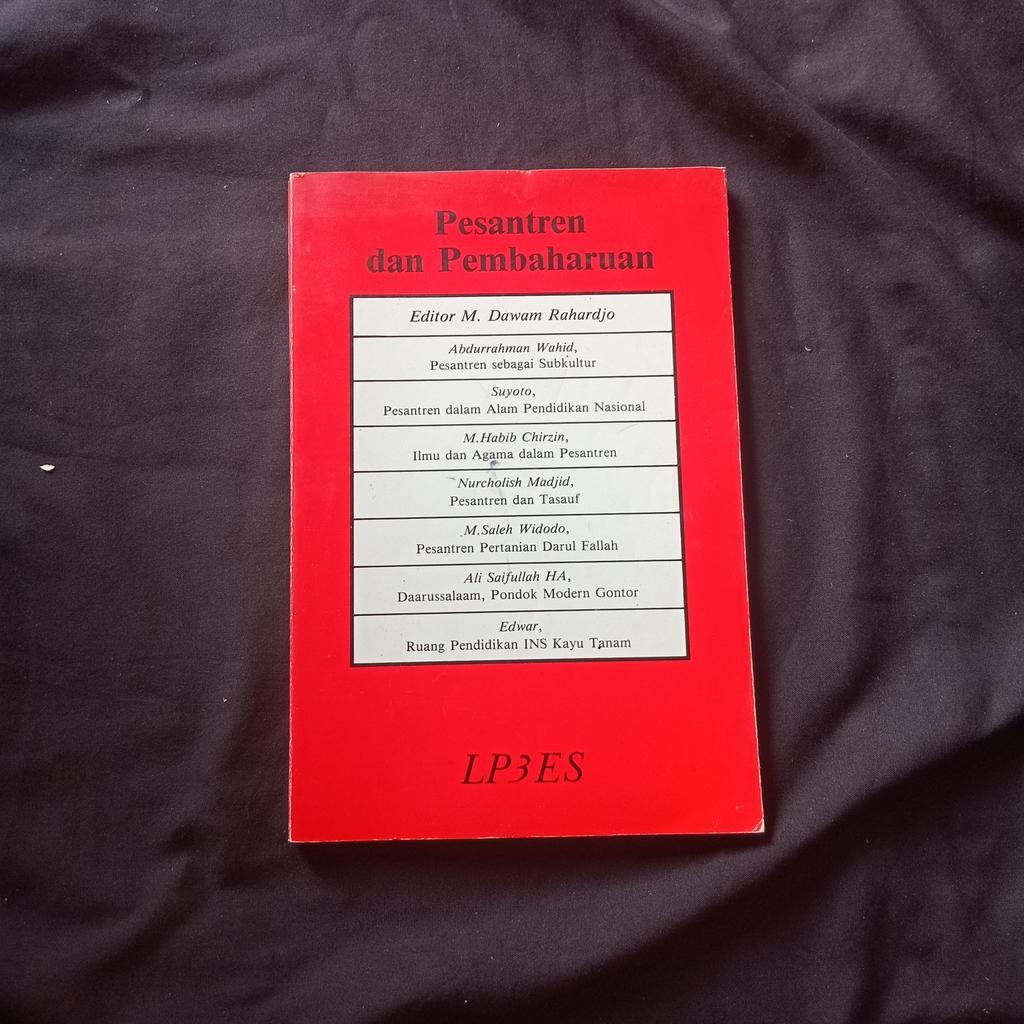 Pesantren
dan Pembaharuan
Editor M. Dawam Rahardjo
Abdurrahman Wahid,
Pesantren sebagai Subkultur
Suyoto,
Pesantren dalam Alam Pendidikan Nasional
M.Habib Chirzin,
Ilmu dan Agama dalam Pesantren
Nurcholish Madjid,
Pesantren dan Tasauf
M.Saleh Widodo,
Pesantren Pertanian Darul Fallah
Ali Saifullah HA,
Daarussalaam, Pondok Modern Gontor
Edwar,
Ruang Pendidikan INS Kayu Tanam
LP3ES